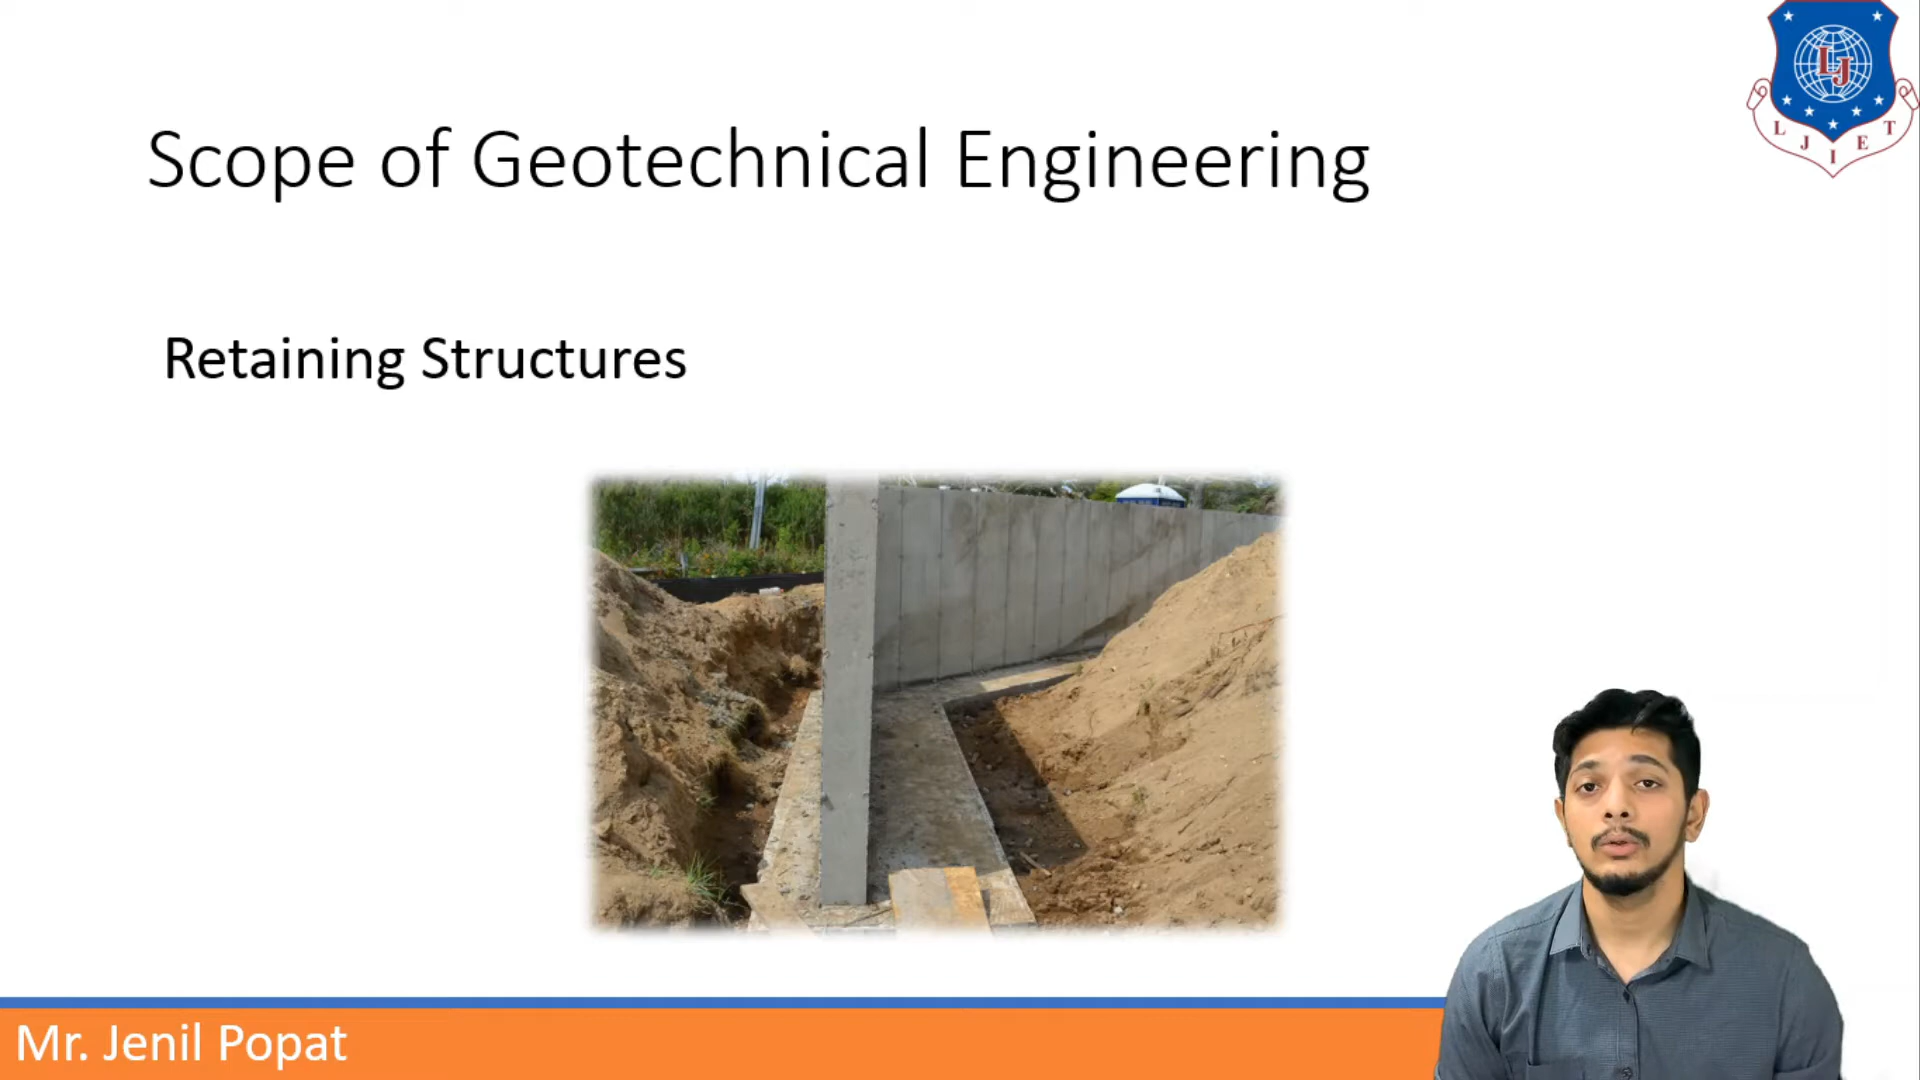 Scope of Geotechnical Engineering
LJ
L J I E T
Retaining Structures
Mr. Jenil Popat